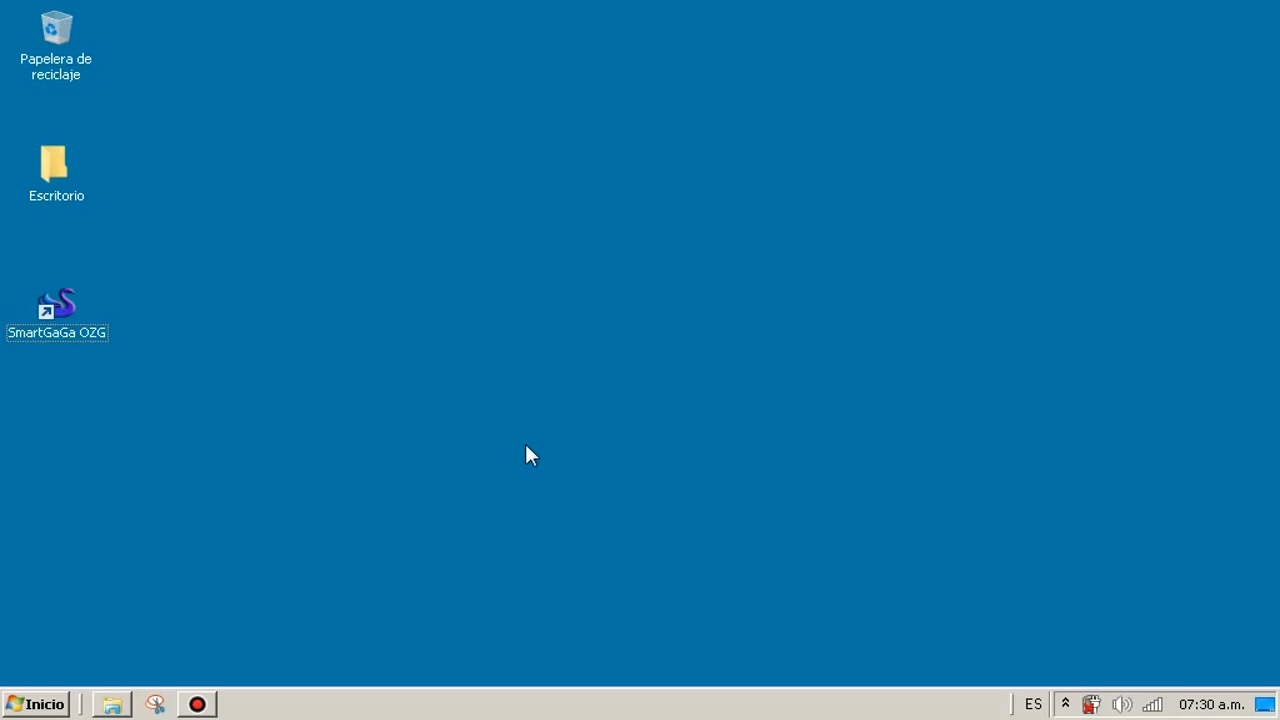 Papelera de
reciclaje
Escritorio
SmartGaGa OZG
Inicio
ES
07:30 a.m.